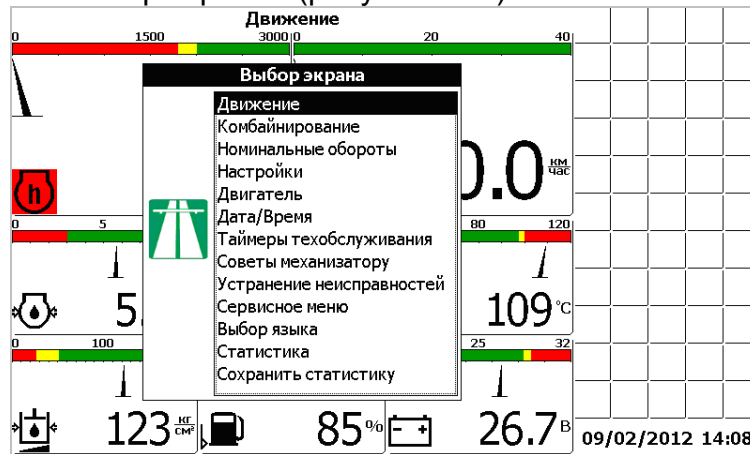 Движение
0 1500 3000 0 20 40
Выбор экрана
Движение
Комбайнирование
Номинальные обороты
Настройки
Двигатель
Дата/Время
Таймеры техобслуживания
Советы механизатору
Устранение неисправностей
Сервисное меню
Выбор языка
Статистика
Сохранить статистику
0.0 км/час
h
0 5 80 120
5. 109 °C
0 100 25 32
123 кг/см² 85 % - + 26.7 В
09/02/2012 14:08